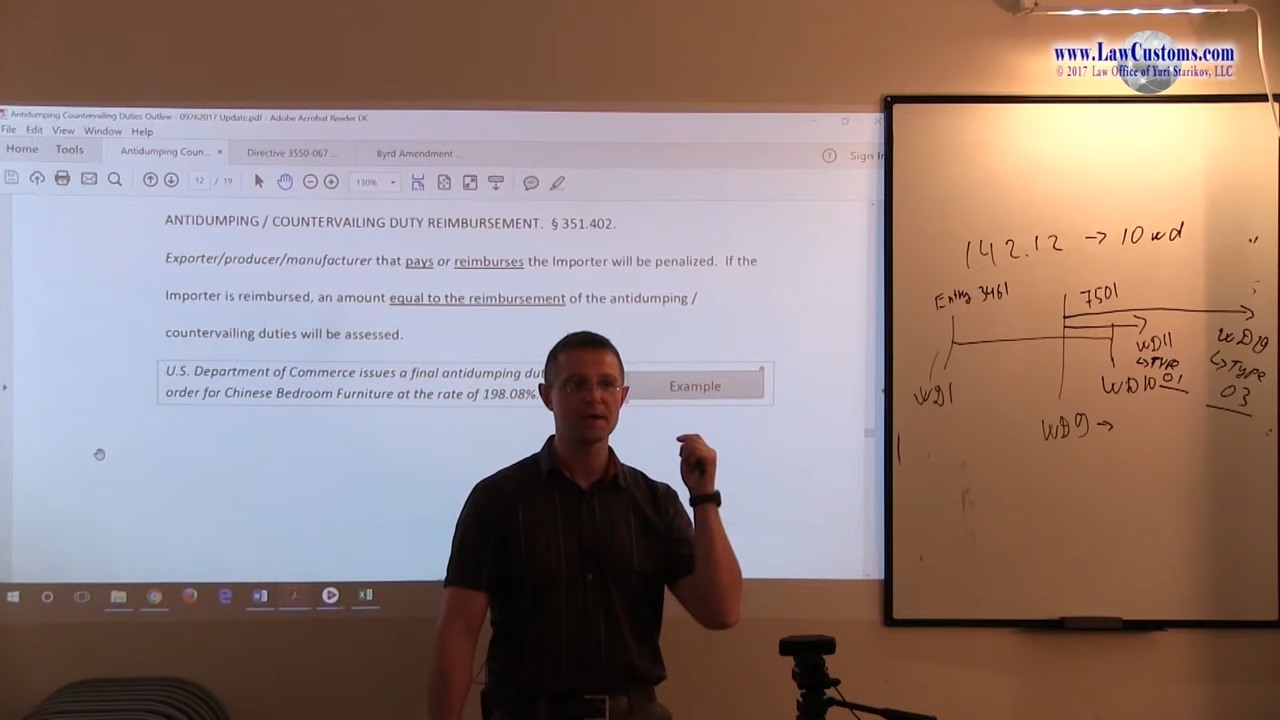 www.LawCustoms.com
© 2017 Law Office of Yuri Starikov, LLC
Antidumping Countervailing Duties Outline - 09262017 Update.pdf - Adobe Acrobat Reader DC
File Edit View Window Help
Home Tools Antidumping Coun... × Directive 3550-067 ... Byrd Amendment ... Sign In
12 / 19 130%
ANTIDUMPING / COUNTERVAILING DUTY REIMBURSEMENT. § 351.402.
Exporter/producer/manufacturer that pays or reimburses the Importer will be penalized. If the
Importer is reimbursed, an amount equal to the reimbursement of the antidumping /
countervailing duties will be assessed.
U.S. Department of Commerce issues a final antidumping dut
order for Chinese Bedroom Furniture at the rate of 198.08%.
Example
142.12 → 10 wd
Entry 3461
7501
WD1
WD11
↳ Type
01
WD10
WD19
↳ Type
03
WD9 →